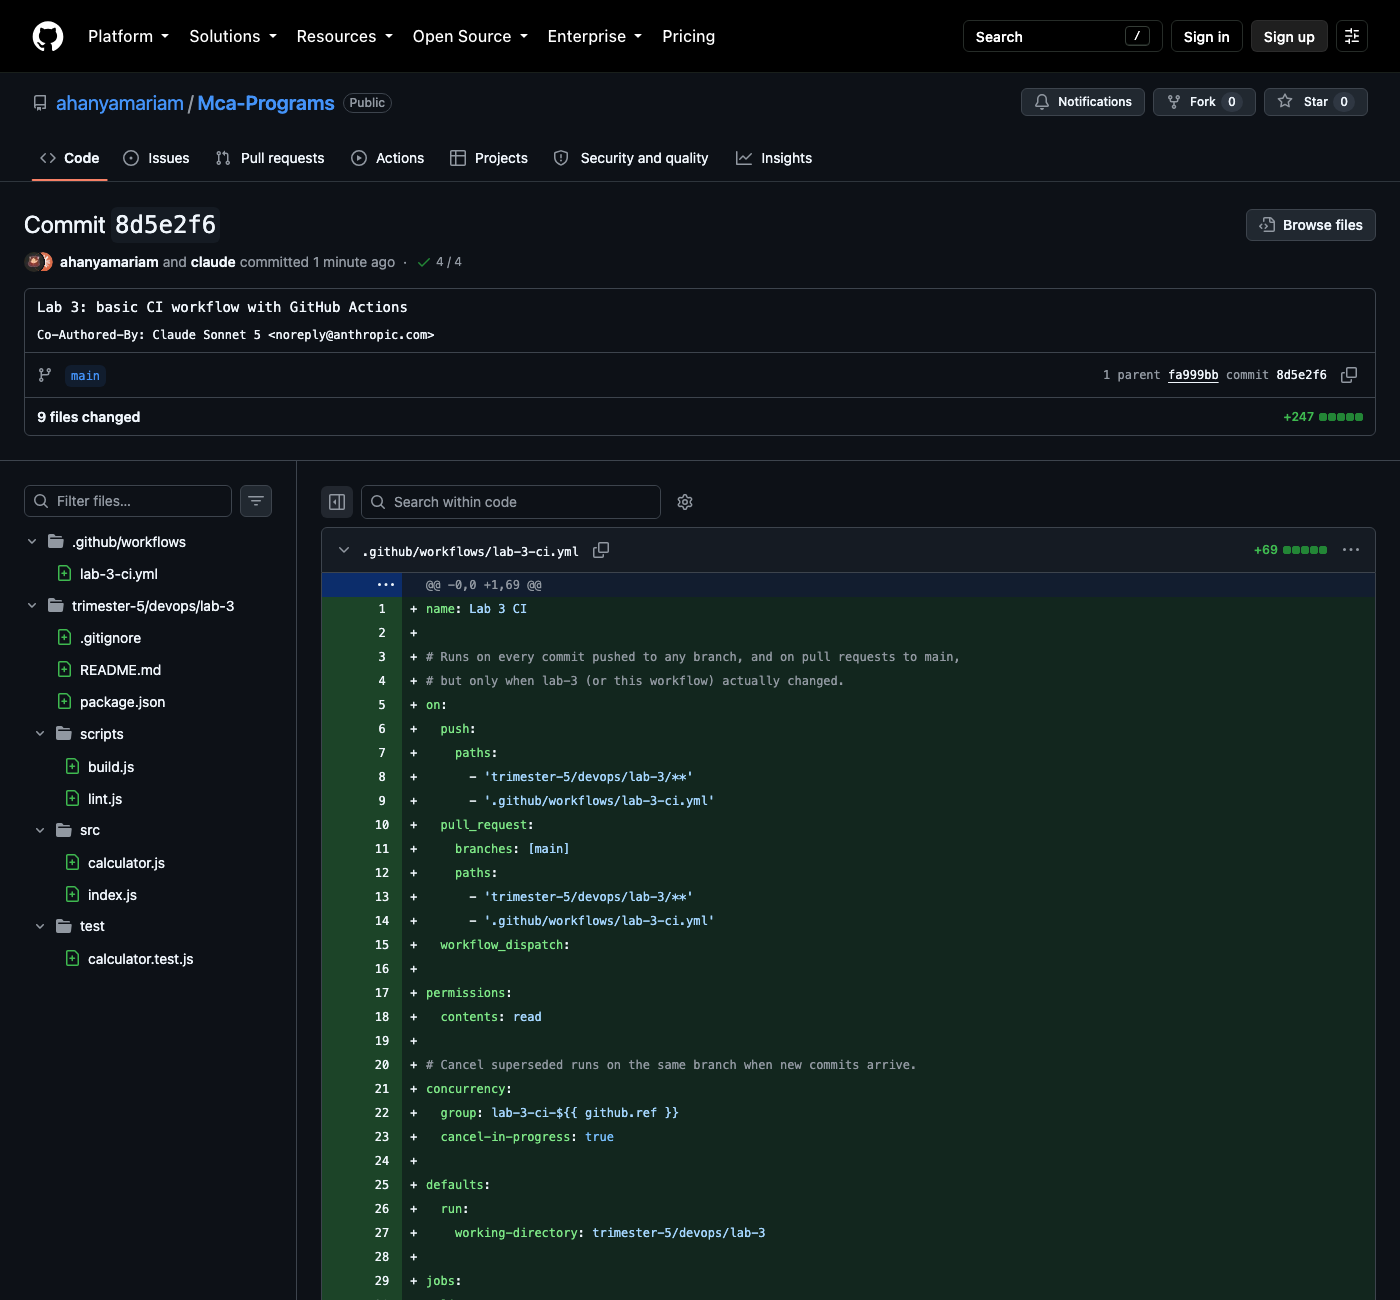 Platform Solutions Resources Open Source Enterprise Pricing Search / Sign in Sign up
ahanyamariam / Mca-Programs Public Notifications Fork 0 Star 0
Code Issues Pull requests Actions Projects Security and quality Insights
Commit 8d5e2f6 Browse files
ahanyamariam and claude committed 1 minute ago · 4 / 4
Lab 3: basic CI workflow with GitHub Actions
Co-Authored-By: Claude Sonnet 5 <noreply@anthropic.com>
main 1 parent fa999bb commit 8d5e2f6
9 files changed +247
Filter files...
.github/workflows
lab-3-ci.yml
trimester-5/devops/lab-3
.gitignore
README.md
package.json
scripts
build.js
lint.js
src
calculator.js
index.js
test
calculator.test.js
Search within code
.github/workflows/lab-3-ci.yml +69 ···
··· @@ -0,0 +1,69 @@
1 + name: Lab 3 CI
2 +
3 + # Runs on every commit pushed to any branch, and on pull requests to main,
4 + # but only when lab-3 (or this workflow) actually changed.
5 + on:
6 + push:
7 + paths:
8 + - 'trimester-5/devops/lab-3/**'
9 + - '.github/workflows/lab-3-ci.yml'
10 + pull_request:
11 + branches: [main]
12 + paths:
13 + - 'trimester-5/devops/lab-3/**'
14 + - '.github/workflows/lab-3-ci.yml'
15 + workflow_dispatch:
16 +
17 + permissions:
18 + contents: read
19 +
20 + # Cancel superseded runs on the same branch when new commits arrive.
21 + concurrency:
22 + group: lab-3-ci-${{ github.ref }}
23 + cancel-in-progress: true
24 +
25 + defaults:
26 + run:
27 + working-directory: trimester-5/devops/lab-3
28 +
29 + jobs: